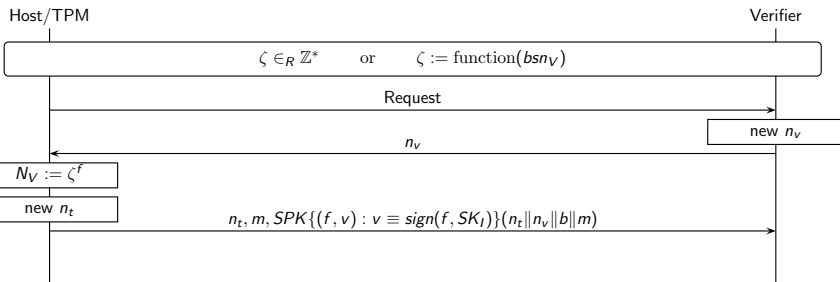 Host/TPM Verifier
ζ ∈_R ℤ* or ζ := function(bsn_V)
Request
new n_v
n_v
N_V := ζ^f
new n_t
n_t, m, SPK{(f, v) : v ≡ sign(f, SK_I)}(n_t‖n_v‖b‖m)